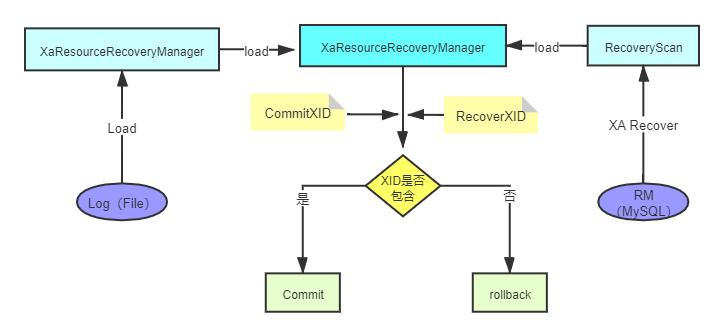 XaResourceRecoveryManager
load
XaResourceRecoveryManager
load
RecoveryScan
CommitXID
RecoverXID
Load
XA Recover
XID是否
包含
是
否
Log（File）
RM
（MySQL）
Commit
rollback